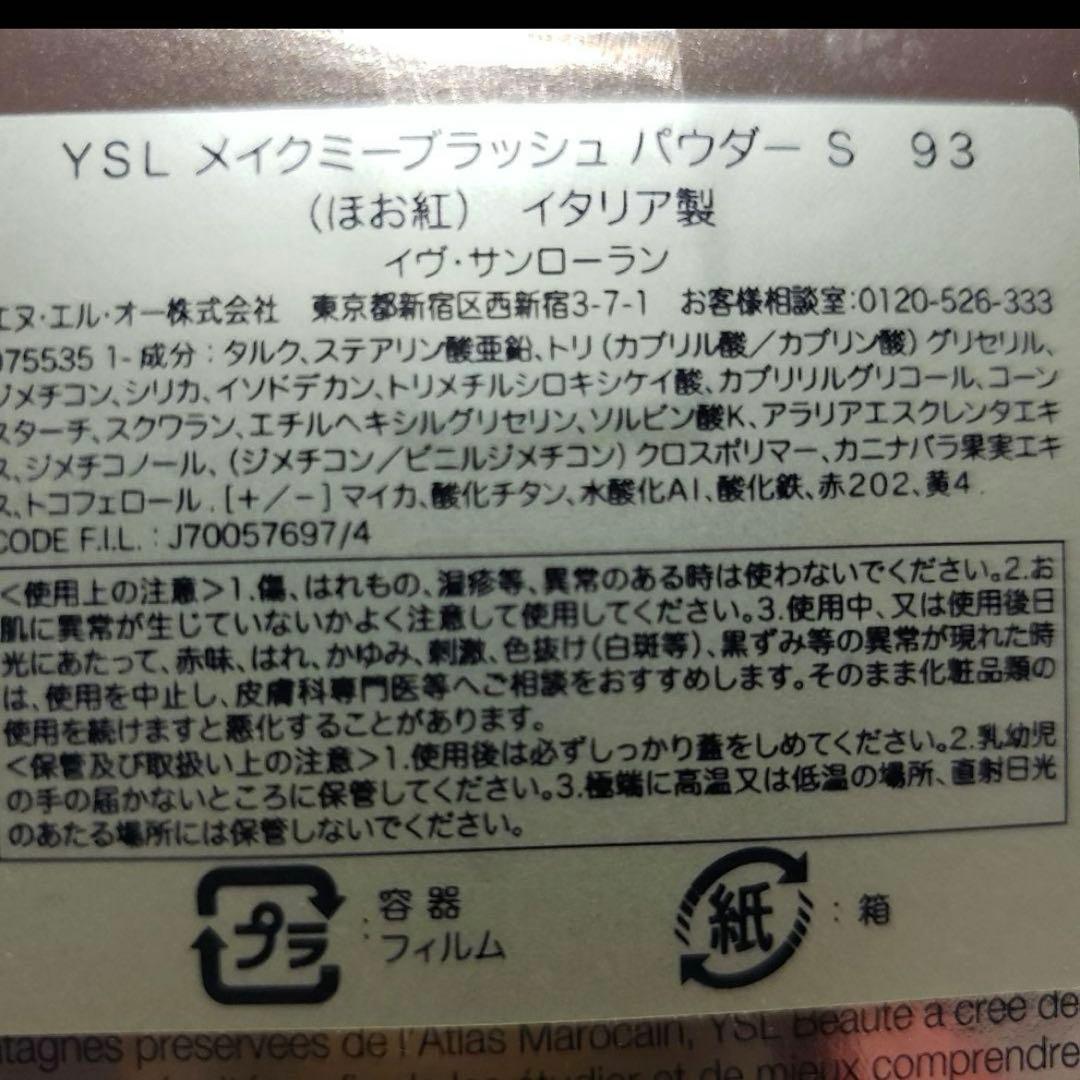 YSL メイクミーブラッシュ パウダー S 93
(ほお紅) イタリア製
イヴ・サンローラン
エヌ・エル・オー株式会社 東京都新宿区西新宿3-7-1 お客様相談室:0120-526-333
975535 1- 成分:タルク、ステアリン酸亜鉛、トリ(カプリル酸/カプリン酸)グリセリル、
ジメチコン、シリカ、イソドデカン、トリメチルシロキシケイ酸、カプリリルグリコール、コーン
スターチ、スクワラン、エチルヘキシルグリセリン、ソルビン酸K、アラリアエスクレンタエキ
ス、ジメチコノール、(ジメチコン/ビニルジメチコン)クロスポリマー、カニナバラ果実エキ
ス、トコフェロール. [+/-] マイカ、酸化チタン、水酸化Al、酸化鉄、赤202、黄4.
CODE F.I.L. : J70057697/4
<使用上の注意>1.傷、はれもの、湿疹等、異常のある時は使わないでください。2.お
肌に異常が生じていないかよく注意して使用してください。3.使用中、又は使用後日
光にあたって、赤味、はれ、かゆみ、刺激、色抜け(白斑等)、黒ずみ等の異常が現れた時
は、使用を中止し、皮膚科専門医等へご相談をおすすめします。そのまま化粧品類の
使用を続けますと悪化することがあります。
<保管及び取扱い上の注意>1.使用後は必ずしっかり蓋をしめてください。2.乳幼児
の手の届かないところに保管してください。3.極端に高温又は低温の場所、直射日光
のあたる場所には保管しないでください。
プラ : 容器 紙 : 箱
フィルム
tagnes préservées de l'Atlas Marocain, YSL Beauté a créé de
étudier et de mieux comprendre